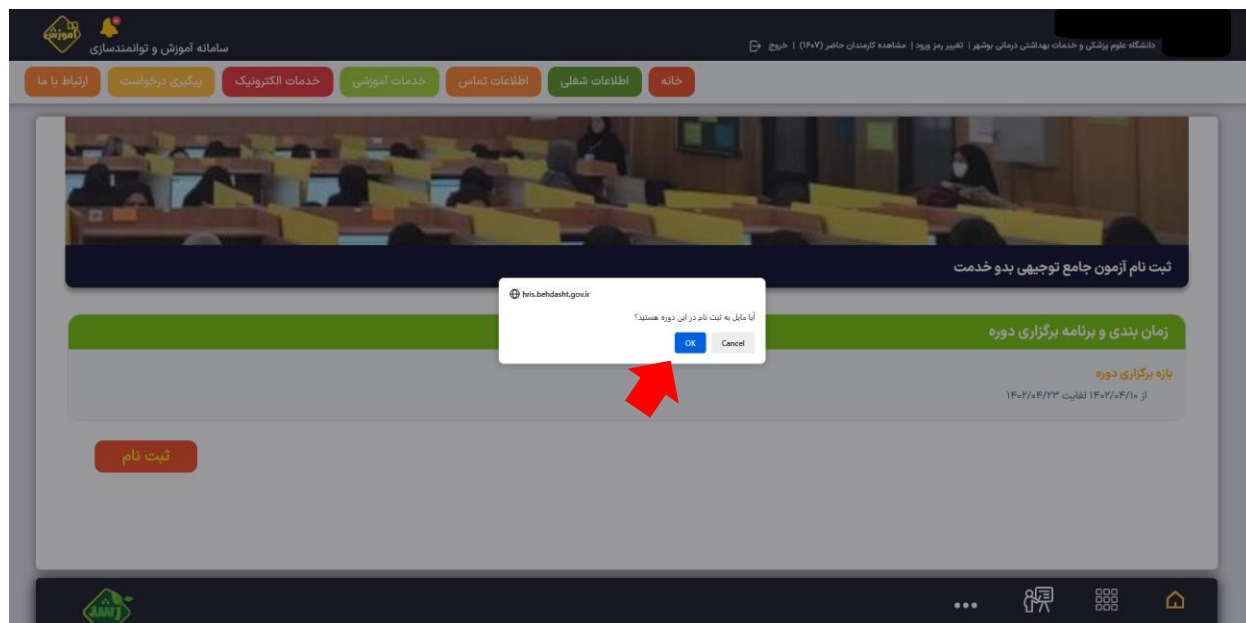 آموزش
سامانه آموزش و توانمندسازی
دانشگاه علوم پزشکی و خدمات بهداشتی درمانی بوشهر | تغییر رمز ورود | مشاهده کارمندان حاضر (۱۶۰۷) | خروج
خانه
اطلاعات شغلی
اطلاعات تماس
خدمات آموزشی
خدمات الکترونیک
پیگیری درخواست
ارتباط با ما
ثبت نام آزمون جامع توجیهی بدو خدمت
hris.behdasht.gov.ir
آیا مایل به ثبت نام در این دوره هستید؟
OK
Cancel
زمان بندی و برنامه برگزاری دوره
بازه برگزاری دوره
از ۱۴۰۲/۰۴/۱۰ لغایت ۱۴۰۲/۰۴/۲۳
ثبت نام